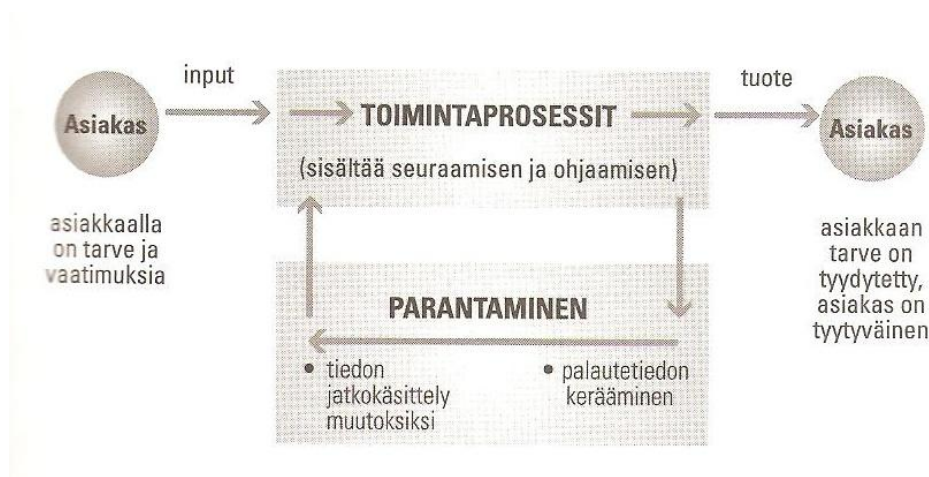 input
tuote
Asiakas
TOIMINTAPROSESSIT
Asiakas
(sisältää seuraamisen ja ohjaamisen)
asiakkaalla
on tarve ja
vaatimuksia
asiakkaan
tarve on
tyydytetty,
asiakas on
tyytyväinen
PARANTAMINEN
• tiedon
jatkokäsittely
muutoksiksi
• palautetiedon
kerääminen